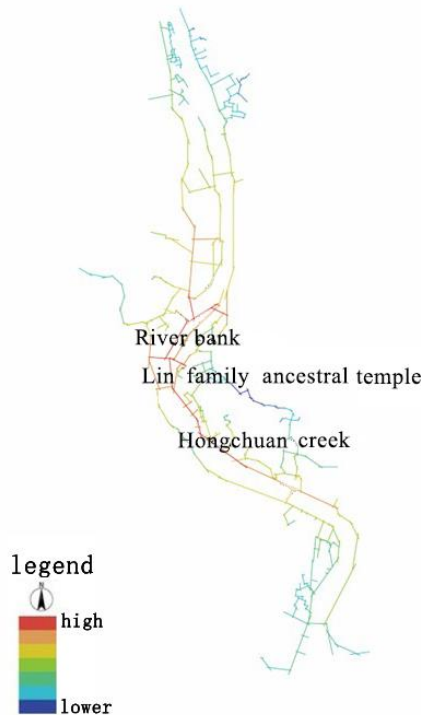 River bank
Lin family ancestral temple
Hongchuan creek
legend
N
high
lower